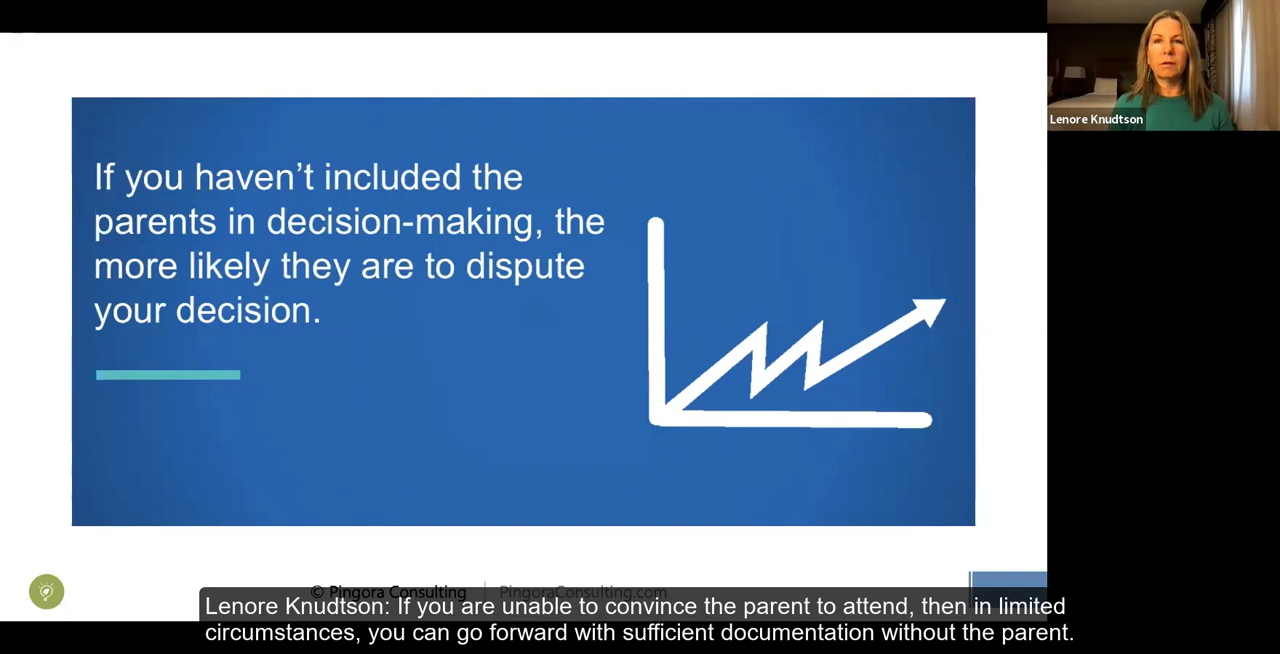 Lenore Knudtson
If you haven’t included the
parents in decision-making, the
more likely they are to dispute
your decision.
© Pingora Consulting | PingoraConsulting.com
Lenore Knudtson: If you are unable to convince the parent to attend, then in limited
circumstances, you can go forward with sufficient documentation without the parent.